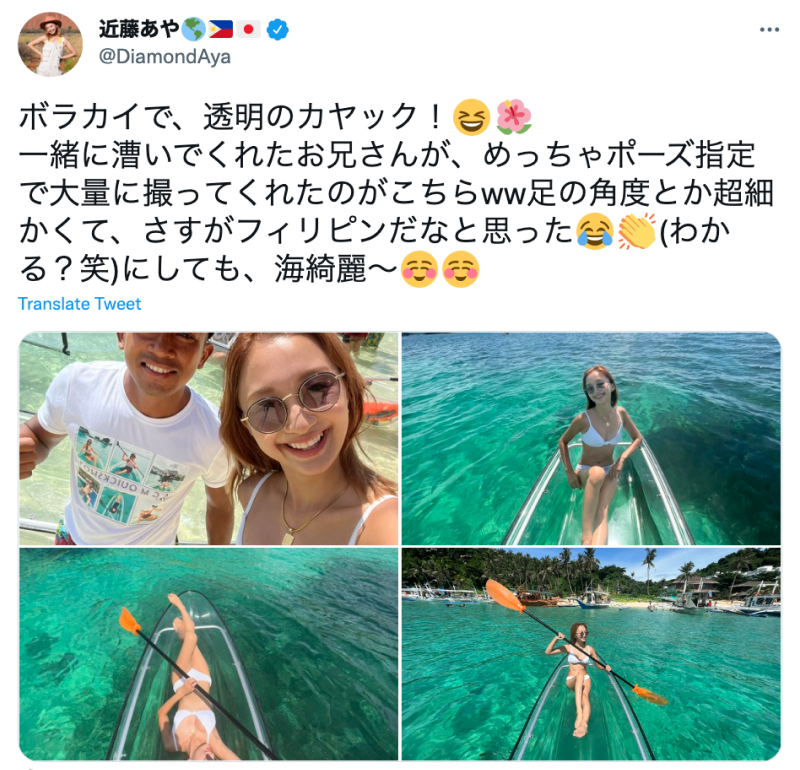 近藤あや🌎🇵🇭🇯🇵
@DiamondAya
ボラカイで、透明のカヤック！😆🌺
一緒に漕いでくれたお兄さんが、めっちゃポーズ指定
で大量に撮ってくれたのがこちらww足の角度とか超細
かくて、さすがフィリピンだなと思った😂👏(わか
る？笑)にしても、海綺麗〜☺️☺️
Translate Tweet